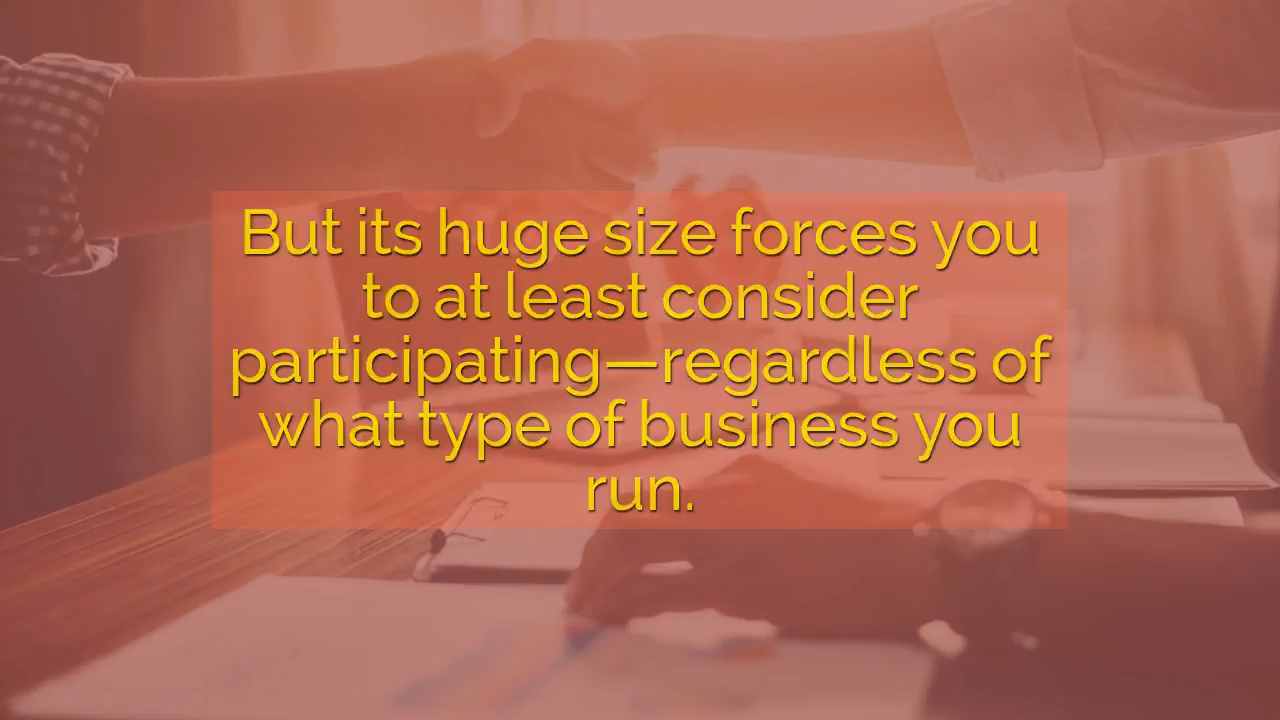 But its huge size forces you
to at least consider
participating—regardless of
what type of business you
run.